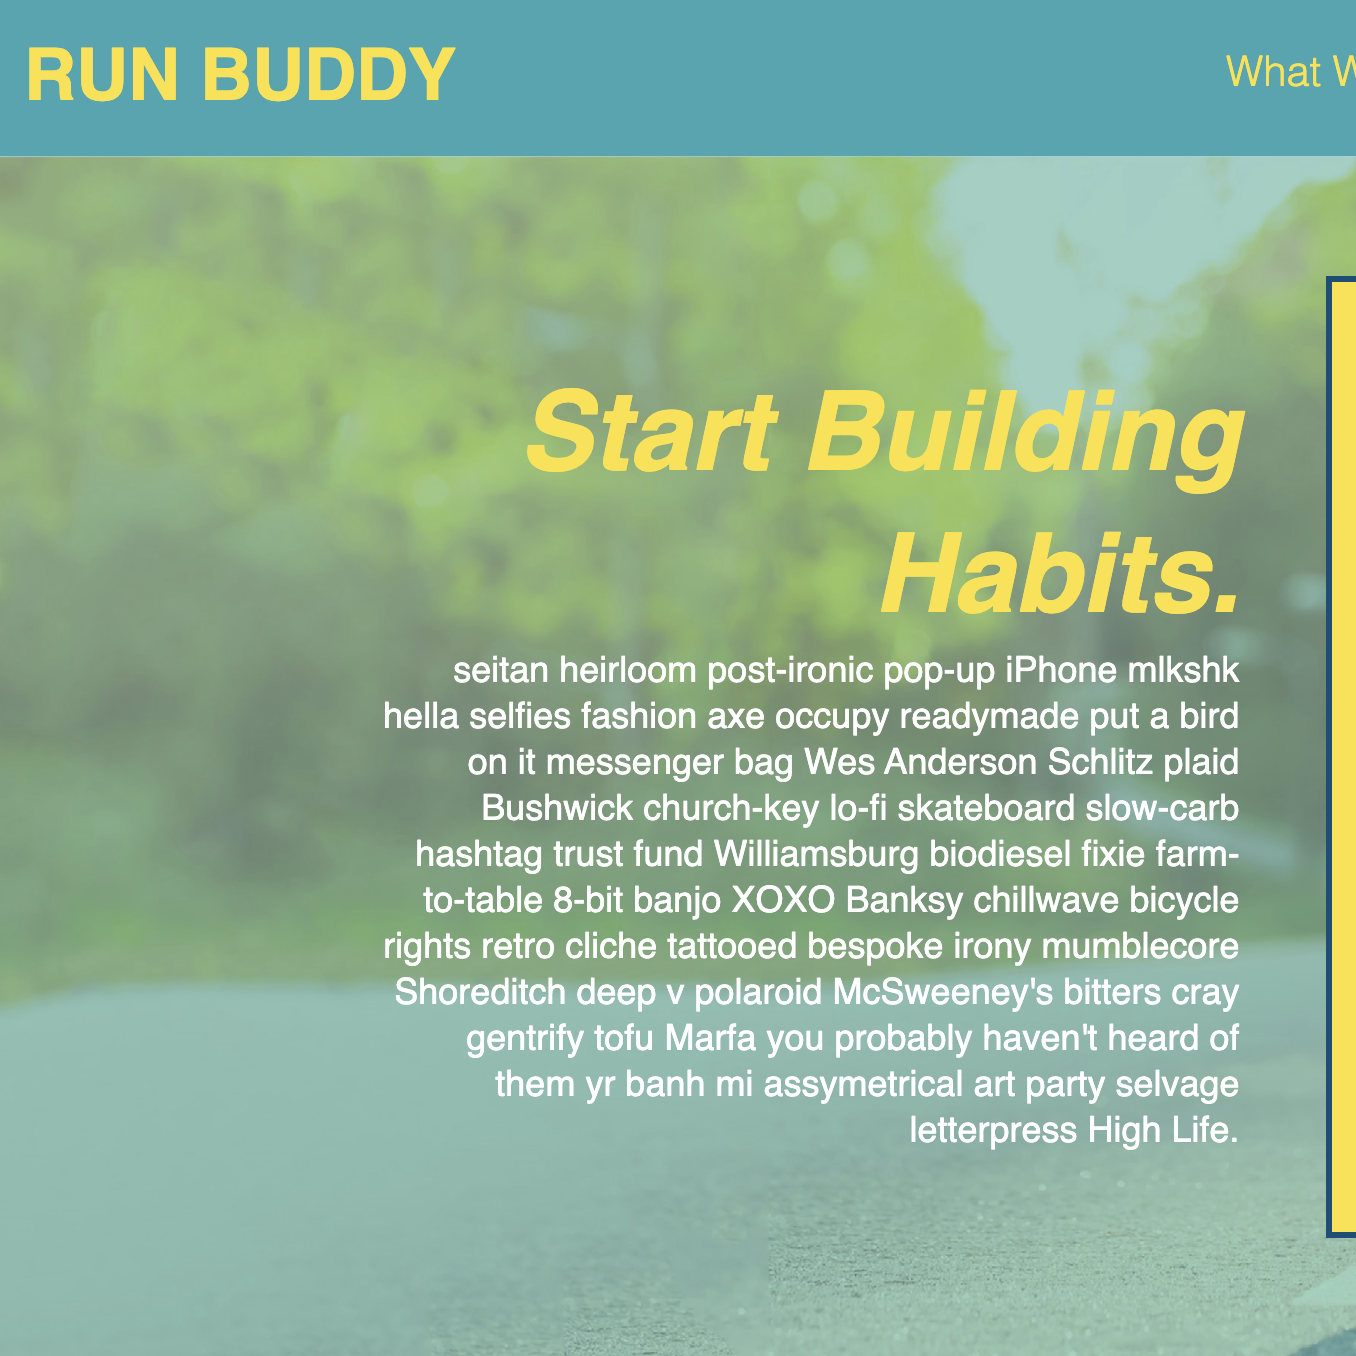 RUN BUDDY
What W
Start Building
Habits.
seitan heirloom post-ironic pop-up iPhone mlkshk
hella selfies fashion axe occupy readymade put a bird
on it messenger bag Wes Anderson Schlitz plaid
Bushwick church-key lo-fi skateboard slow-carb
hashtag trust fund Williamsburg biodiesel fixie farm-
to-table 8-bit banjo XOXO Banksy chillwave bicycle
rights retro cliche tattooed bespoke irony mumblecore
Shoreditch deep v polaroid McSweeney's bitters cray
gentrify tofu Marfa you probably haven't heard of
them yr banh mi assymetrical art party selvage
letterpress High Life.